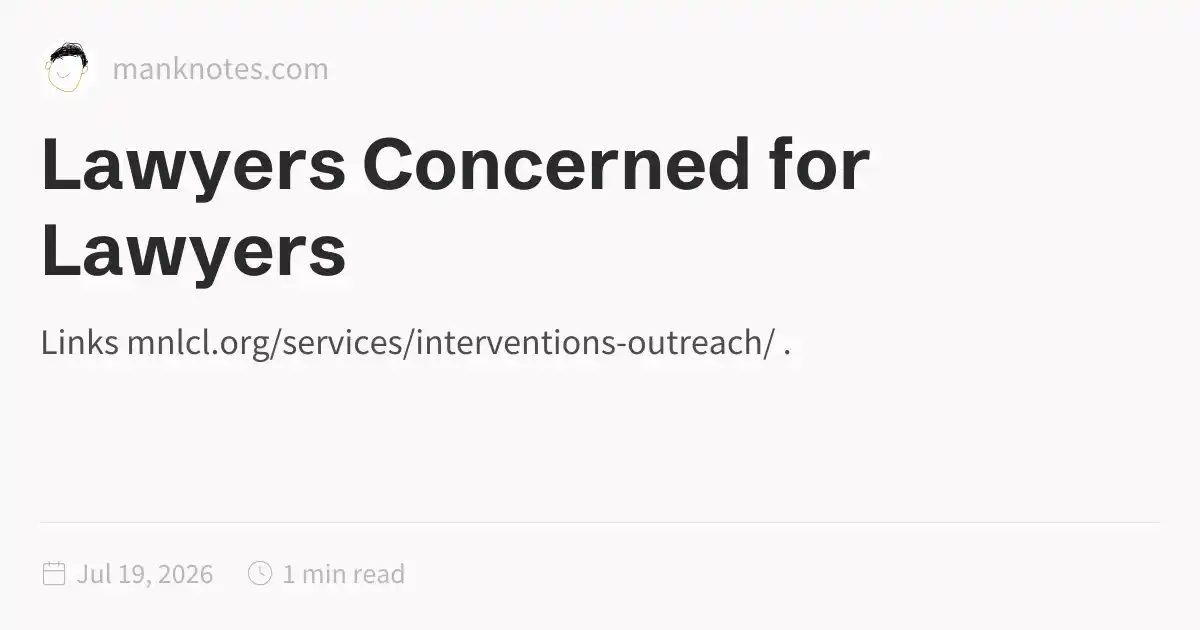 manknotes.com
Lawyers Concerned for
Lawyers
Links mnlcl.org/services/interventions-outreach/ .
Jul 19, 2026 1 min read